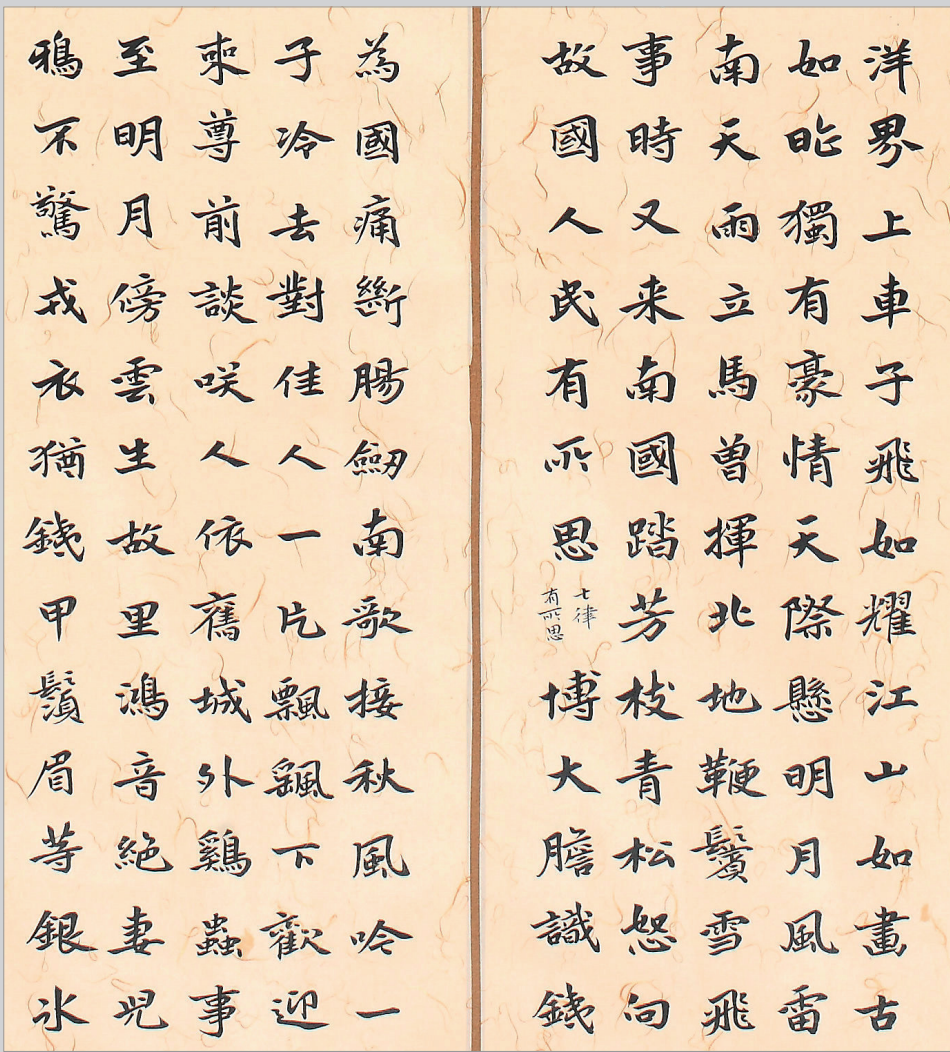 洋界上車子飛如耀江山如畫古
如昨獨有豪情天際懸明月風雷
南天雨立馬曾揮北地鞭鬢雪飛
事時又来南國踏芳枝青松怒向
故國人民有所思
七律
有所思
博大膽識鐵
為國痛斷腸劒南歌接秋風吟一
子冷去對佳人一片飄飖下歡迎
來尊前談咲人依舊城外鷄蟲事
至明月傍雲生故里鴻音絕妻兒
鴉不驚戎衣猶鐵甲鬚眉等銀冰